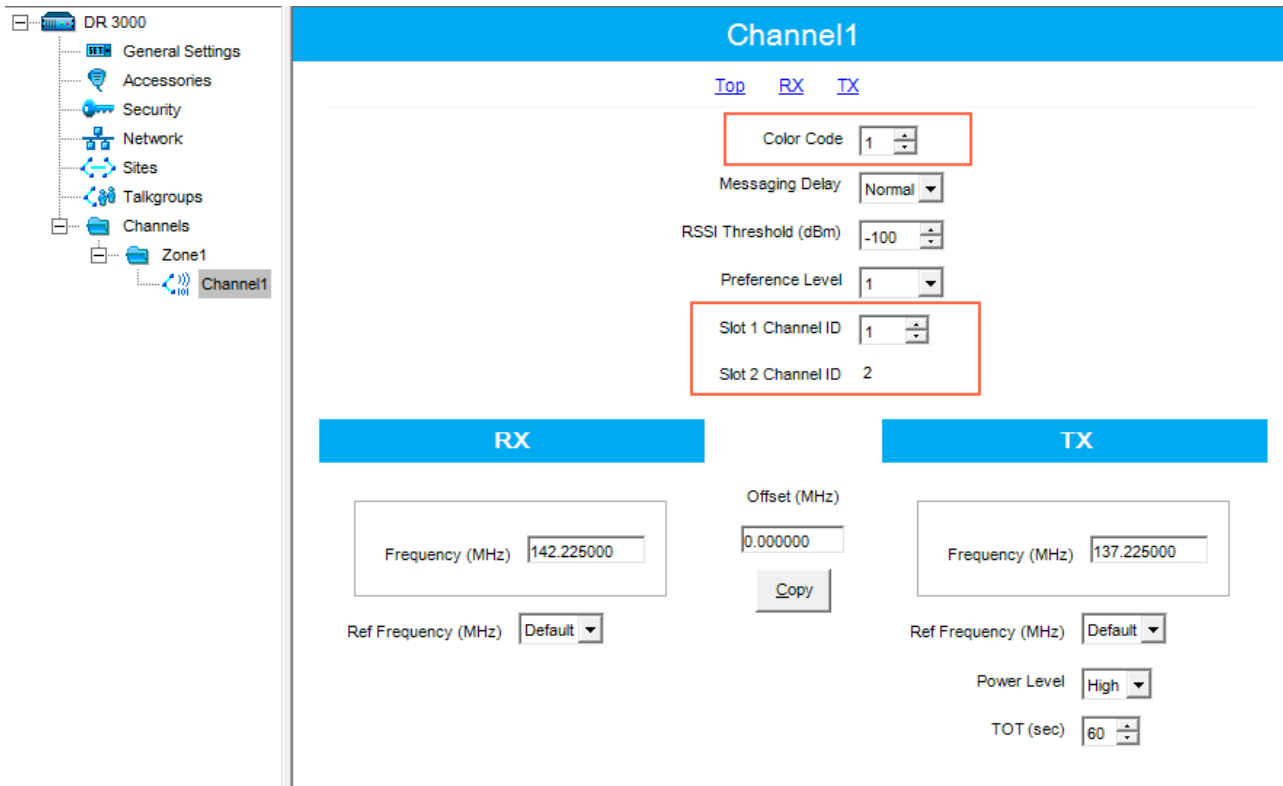 DR 3000
General Settings
Accessories
Security
Network
Sites
Talkgroups
Channels
Zone1
Channel1
Channel1
Top RX TX
Color Code 1
Messaging Delay Normal
RSSI Threshold (dBm) -100
Preference Level 1
Slot 1 Channel ID 1
Slot 2 Channel ID 2
RX
Frequency (MHz) 142.225000
Ref Frequency (MHz) Default
Offset (MHz)
0.000000
Copy
TX
Frequency (MHz) 137.225000
Ref Frequency (MHz) Default
Power Level High
TOT (sec) 60